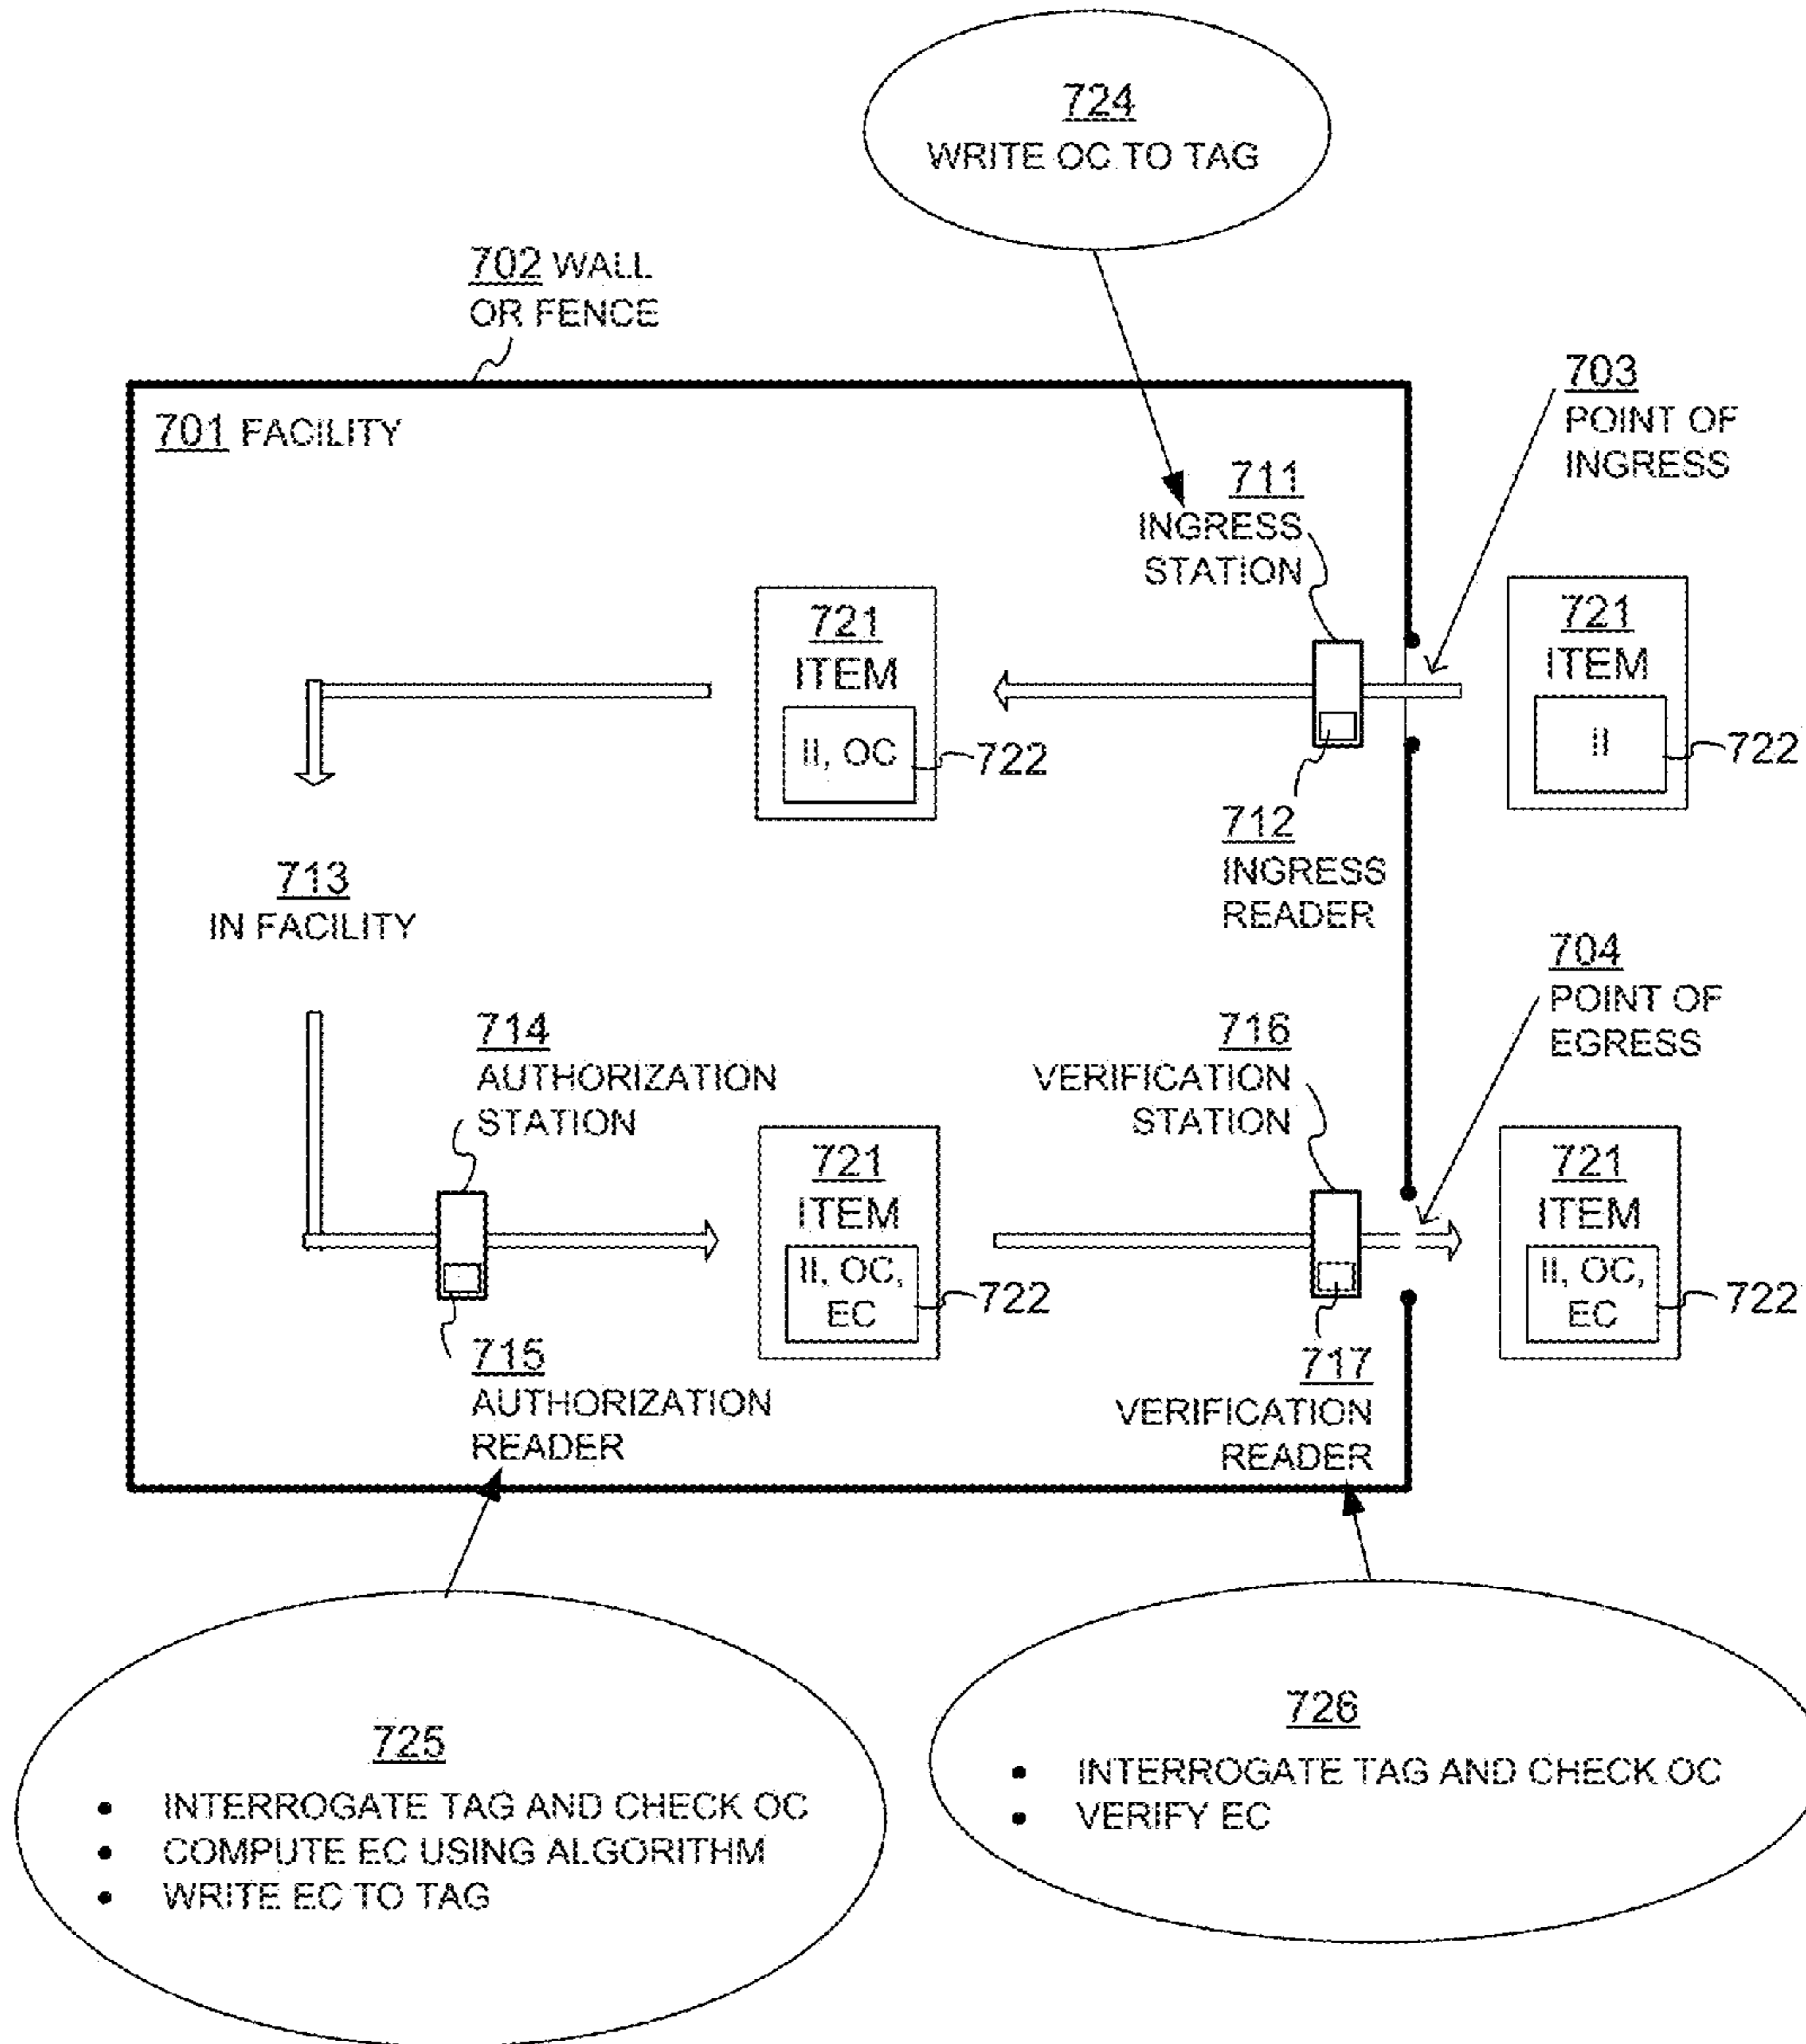 724
WRITE OC TO TAG
702 WALL
OR FENCE
703
POINT OF
INGRESS
701 FACILITY
711
INGRESS
STATION
721
ITEM
II, OC
722
721
ITEM
II
722
712
INGRESS
READER
713
IN FACILITY
704
POINT OF
EGRESS
714
AUTHORIZATION
STATION
716
VERIFICATION
STATION
721
ITEM
II, OC,
EC
722
721
ITEM
II, OC,
EC
722
715
AUTHORIZATION
READER
717
VERIFICATION
READER
725
• INTERROGATE TAG AND CHECK OC
• COMPUTE EC USING ALGORITHM
• WRITE EC TO TAG
726
• INTERROGATE TAG AND CHECK OC
• VERIFY EC